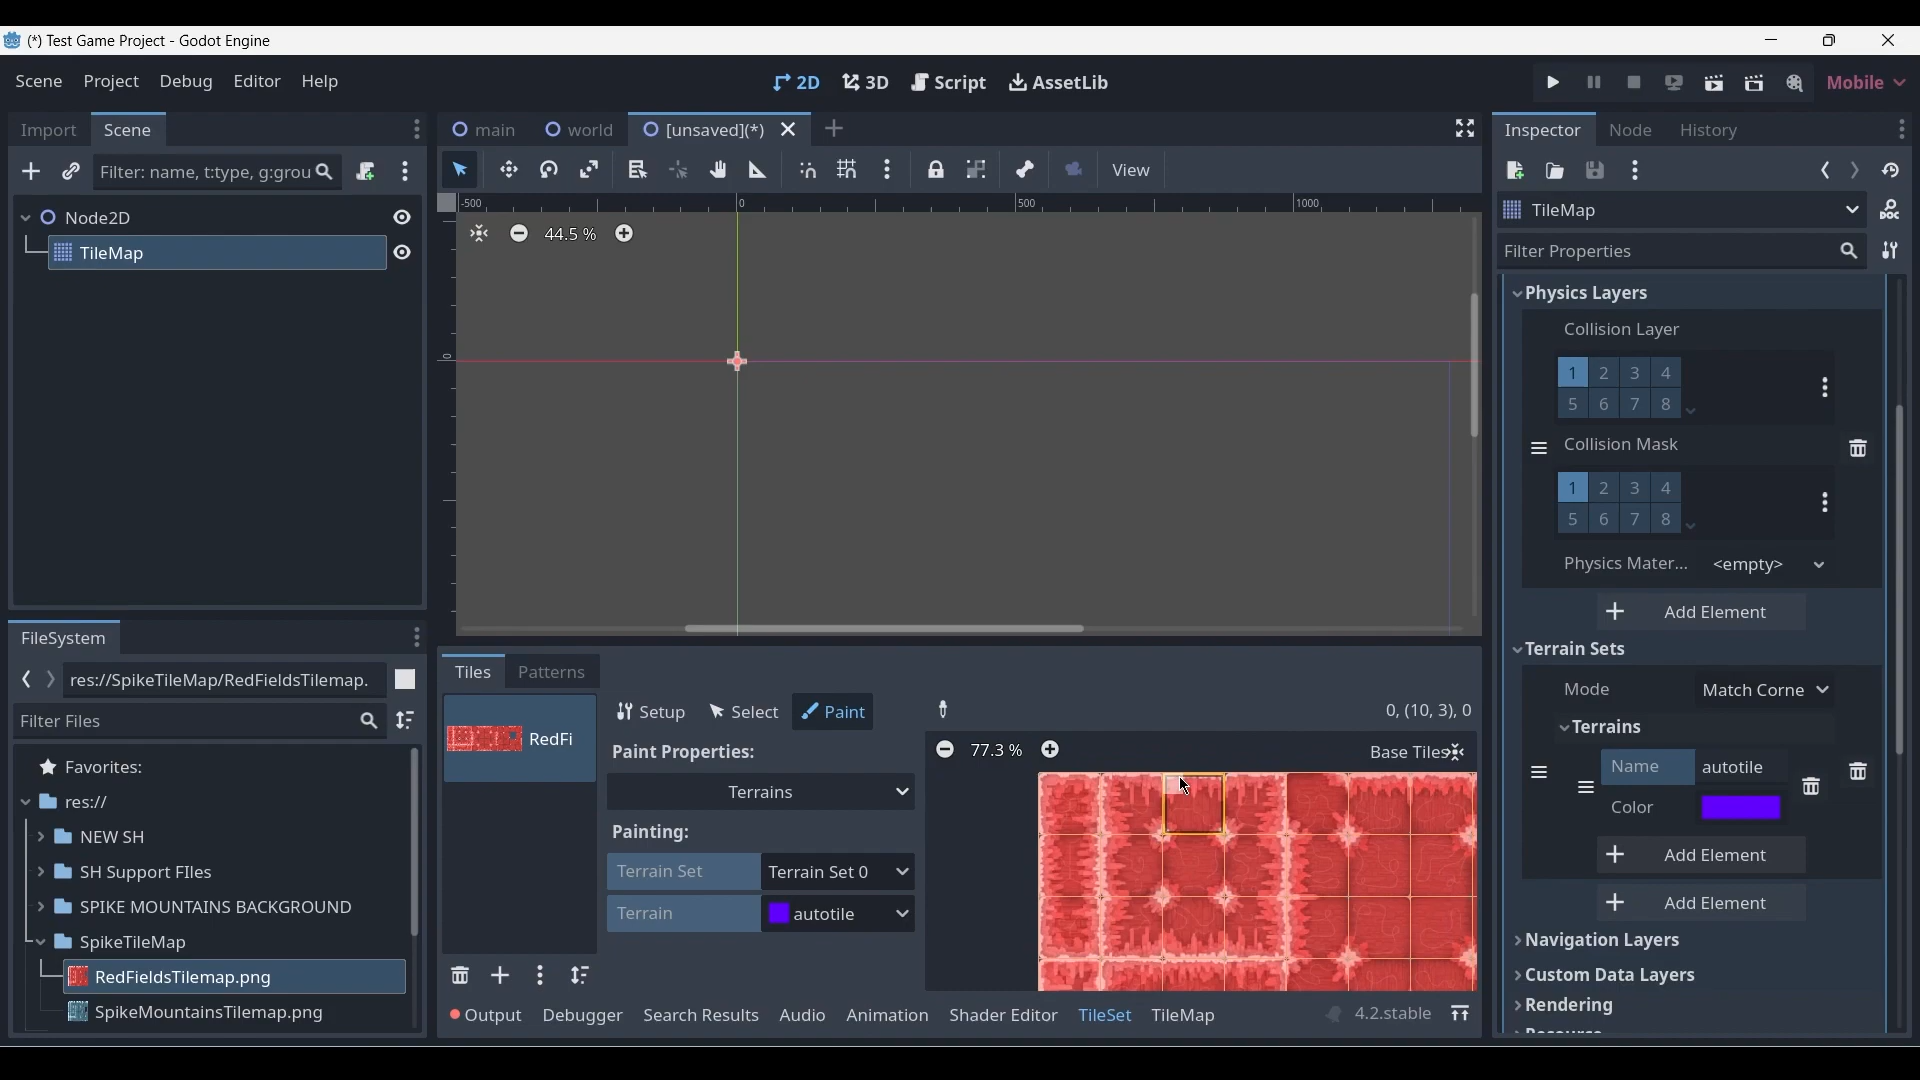 (*) Test Game Project - Godot Engine
Scene Project Debug Editor Help
2D 3D Script AssetLib
Mobile
Import Scene
Filter: name, t:type, g:grou
Node2D
TileMap
FileSystem
res://SpikeTileMap/RedFieldsTilemap.
Filter Files
Favorites:
res://
NEW SH
SH Support FIles
SPIKE MOUNTAINS BACKGROUND
SpikeTileMap
RedFieldsTilemap.png
SpikeMountainsTilemap.png
main world [unsaved](*)
View
-500 0 500 1000
44.5 %
0
Tiles Patterns
RedFi
Setup Select Paint
0, (10, 3), 0
Paint Properties:
Terrains
Painting:
Terrain Set Terrain Set 0
Terrain autotile
77.3 %
Base Tiles
Output Debugger Search Results Audio Animation Shader Editor TileSet TileMap
4.2.stable
Inspector Node History
TileMap
Filter Properties
Physics Layers
Collision Layer
1 2 3 4
5 6 7 8
Collision Mask
1 2 3 4
5 6 7 8
Physics Mater... <empty>
Add Element
Terrain Sets
Mode Match Corne
Terrains
Name autotile
Color
Add Element
Add Element
Navigation Layers
Custom Data Layers
Rendering